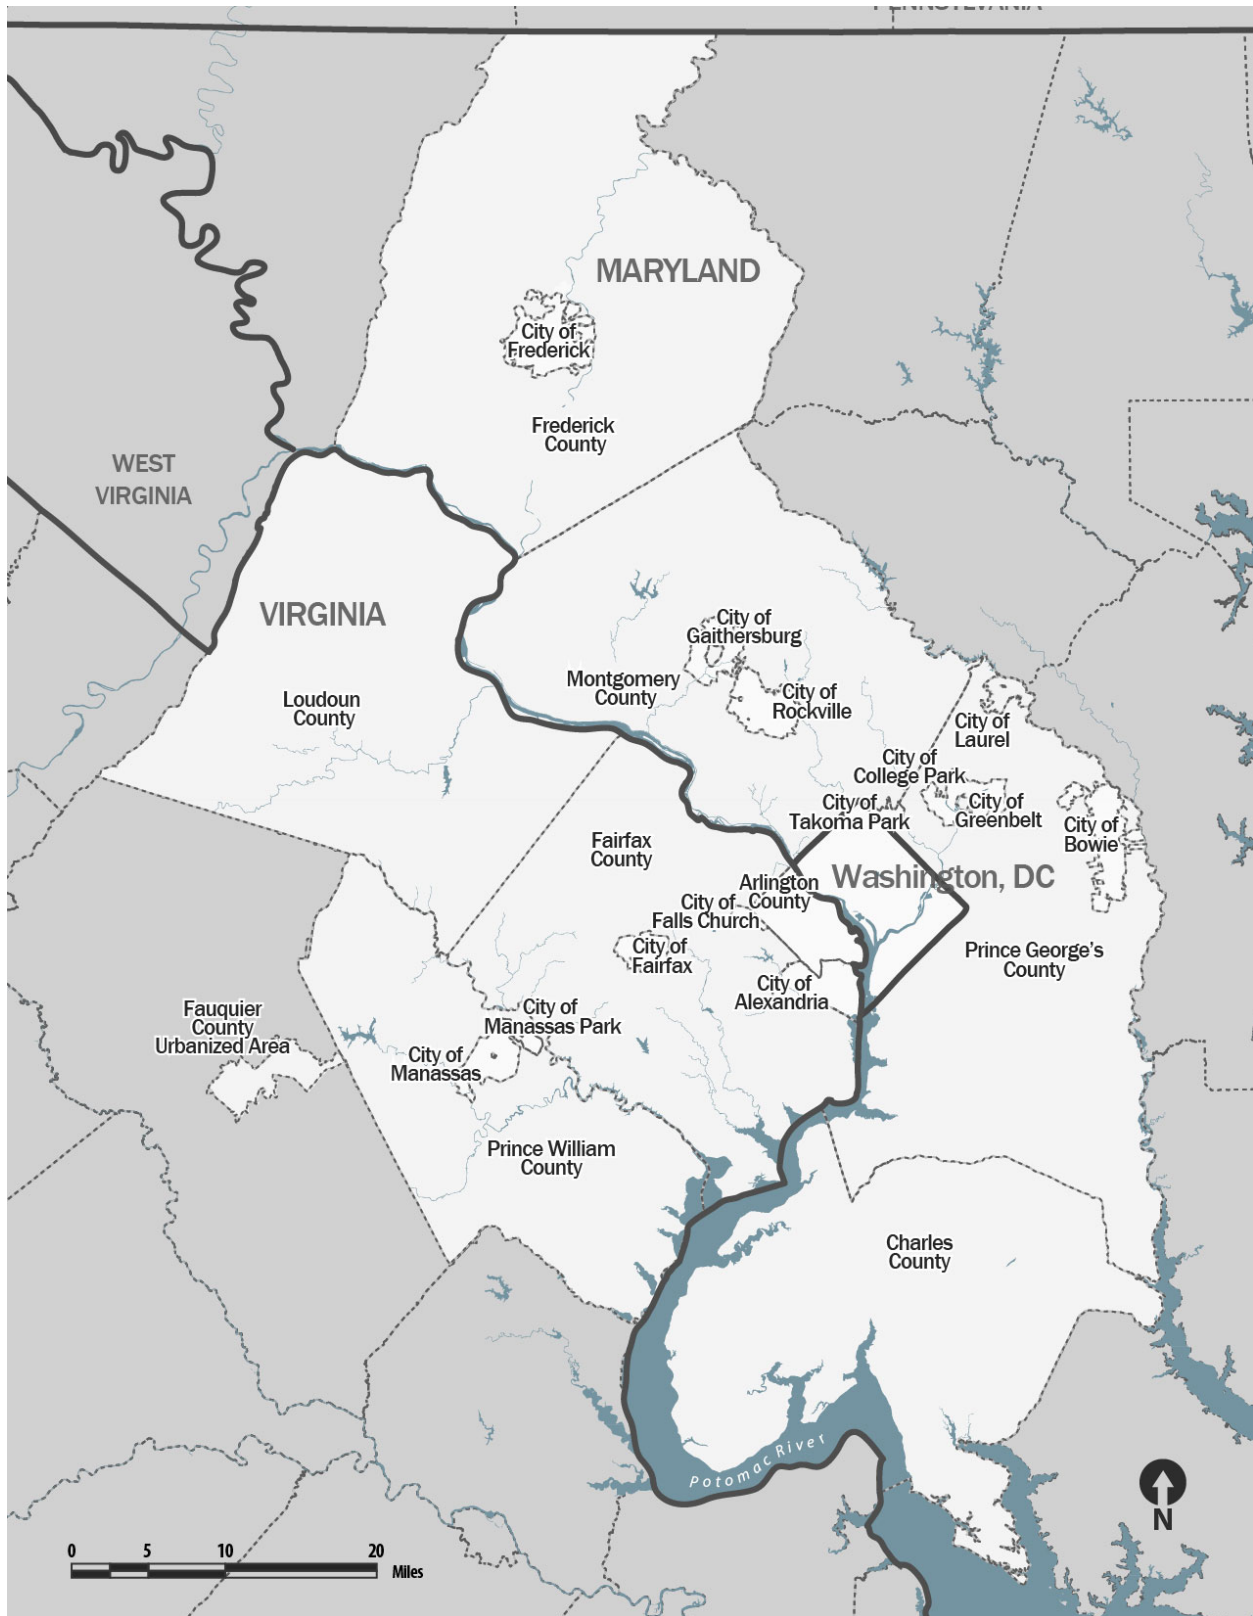 PENNSYLVANIA
MARYLAND
City of
Frederick
Frederick
County
WEST
VIRGINIA
VIRGINIA
City of
Gaithersburg
Montgomery
County
City of
Rockville
Loudoun
County
City of
Laurel
City of
College Park
City of
Takoma Park
City of
Greenbelt
City of
Bowie
Fairfax
County
Arlington
County
Washington, DC
City of
Falls Church
City of
Fairfax
Prince George's
County
City of
Alexandria
Fauquier
County
Urbanized Area
City of
Manassas Park
City of
Manassas
Prince William
County
Charles
County
Potomac River
N
0 5 10 20
Miles